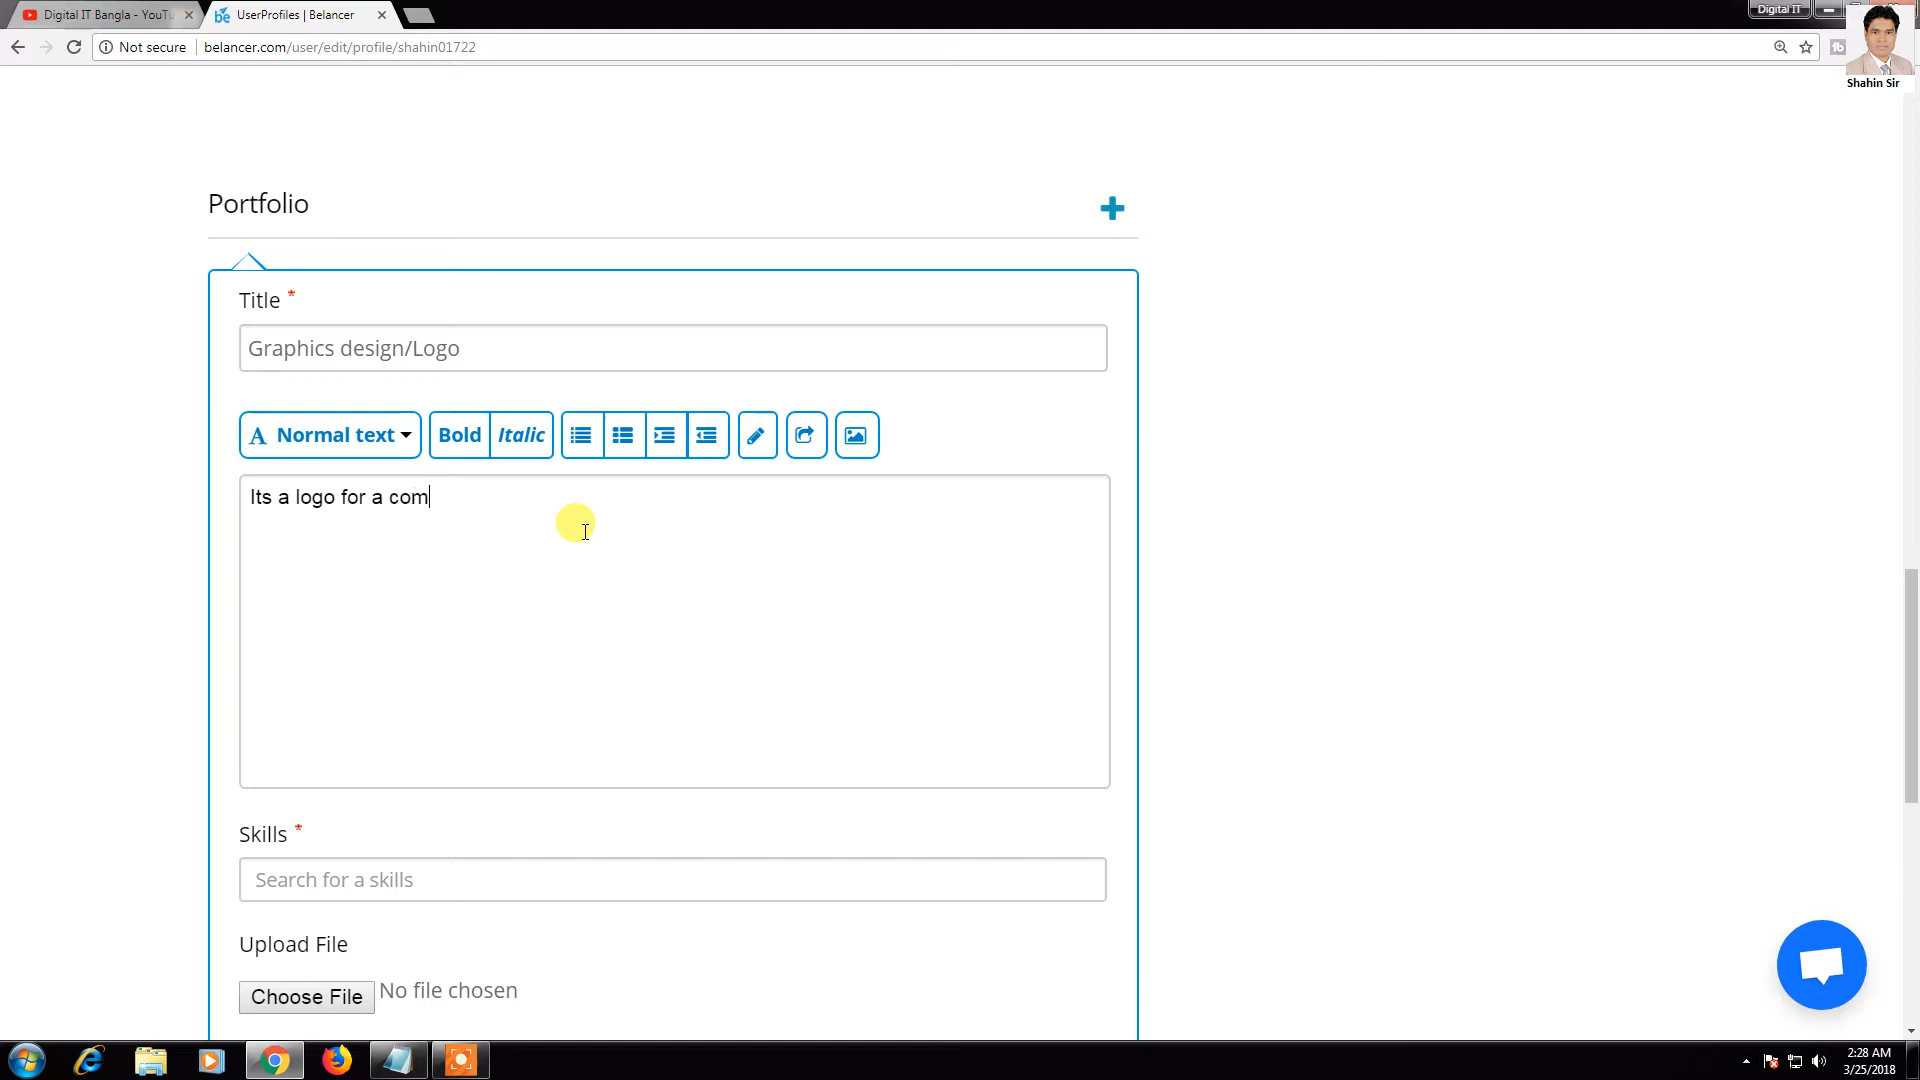 Digital IT Bangla - YouTu
UserProfiles | Belancer
Digital IT
Not secure
belancer.com/user/edit/profile/shahin01722
Shahin Sir
Portfolio
Title *
Graphics design/Logo
A Normal text
Bold
Italic
Its a logo for a com
Skills *
Search for a skills
Upload File
Choose File
No file chosen
2:28 AM
3/25/2018